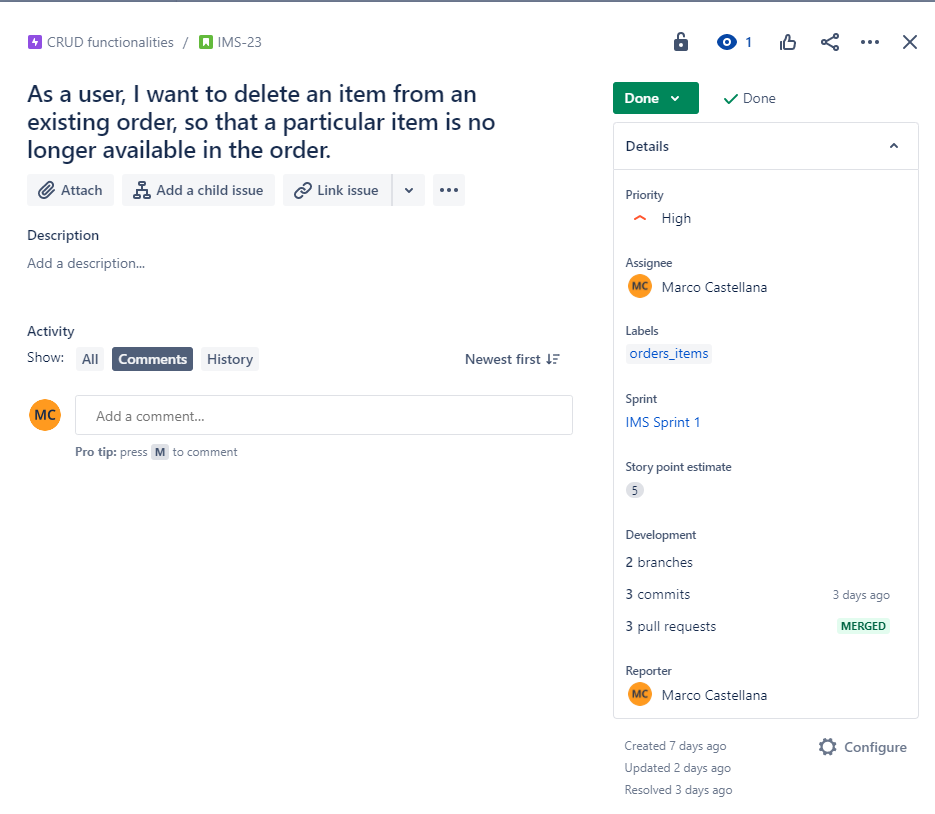 CRUD functionalities / IMS-23
1
As a user, I want to delete an item from an
existing order, so that a particular item is no
longer available in the order.
Attach
Add a child issue
Link issue
Description
Add a description...
Activity
Show: All Comments History
Newest first
MC
Add a comment...
Pro tip: press M to comment
Done
Done
Details
Priority
High
Assignee
MC Marco Castellana
Labels
orders_items
Sprint
IMS Sprint 1
Story point estimate
5
Development
2 branches
3 commits 3 days ago
3 pull requests MERGED
Reporter
MC Marco Castellana
Created 7 days ago
Updated 2 days ago
Resolved 3 days ago
Configure